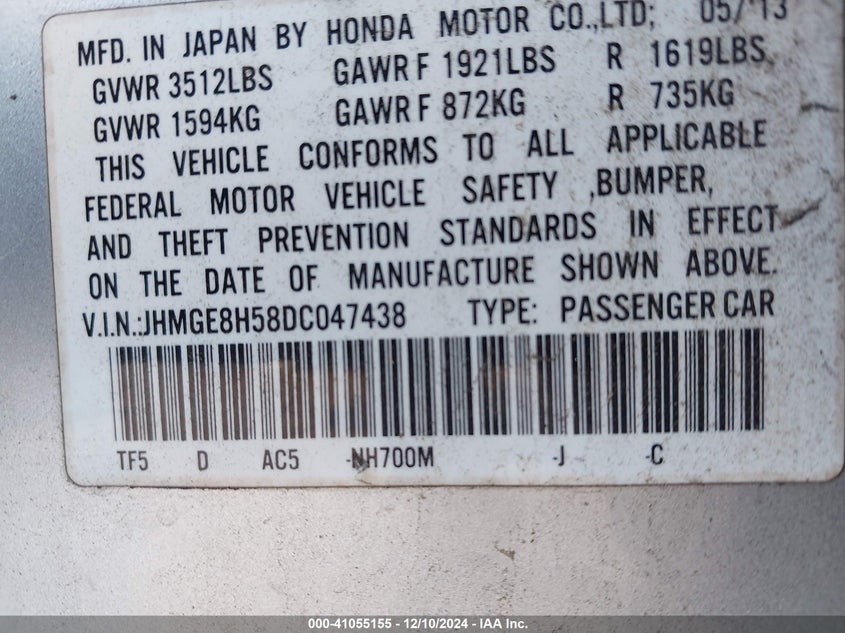 MFD. IN JAPAN BY HONDA MOTOR CO.,LTD; 05/13
GVWR 3512LBS GAWR F 1921LBS R 1619LBS
GVWR 1594KG GAWR F 872KG R 735KG
THIS VEHICLE CONFORMS TO ALL APPLICABLE
FEDERAL MOTOR VEHICLE SAFETY ,BUMPER,
AND THEFT PREVENTION STANDARDS IN EFFECT
ON THE DATE OF MANUFACTURE SHOWN ABOVE.
V.I.N.:JHMGE8H58DC047438 TYPE: PASSENGER CAR
TF5 D AC5 -NH700M -J -C
000-41055155 - 12/10/2024 - IAA Inc.